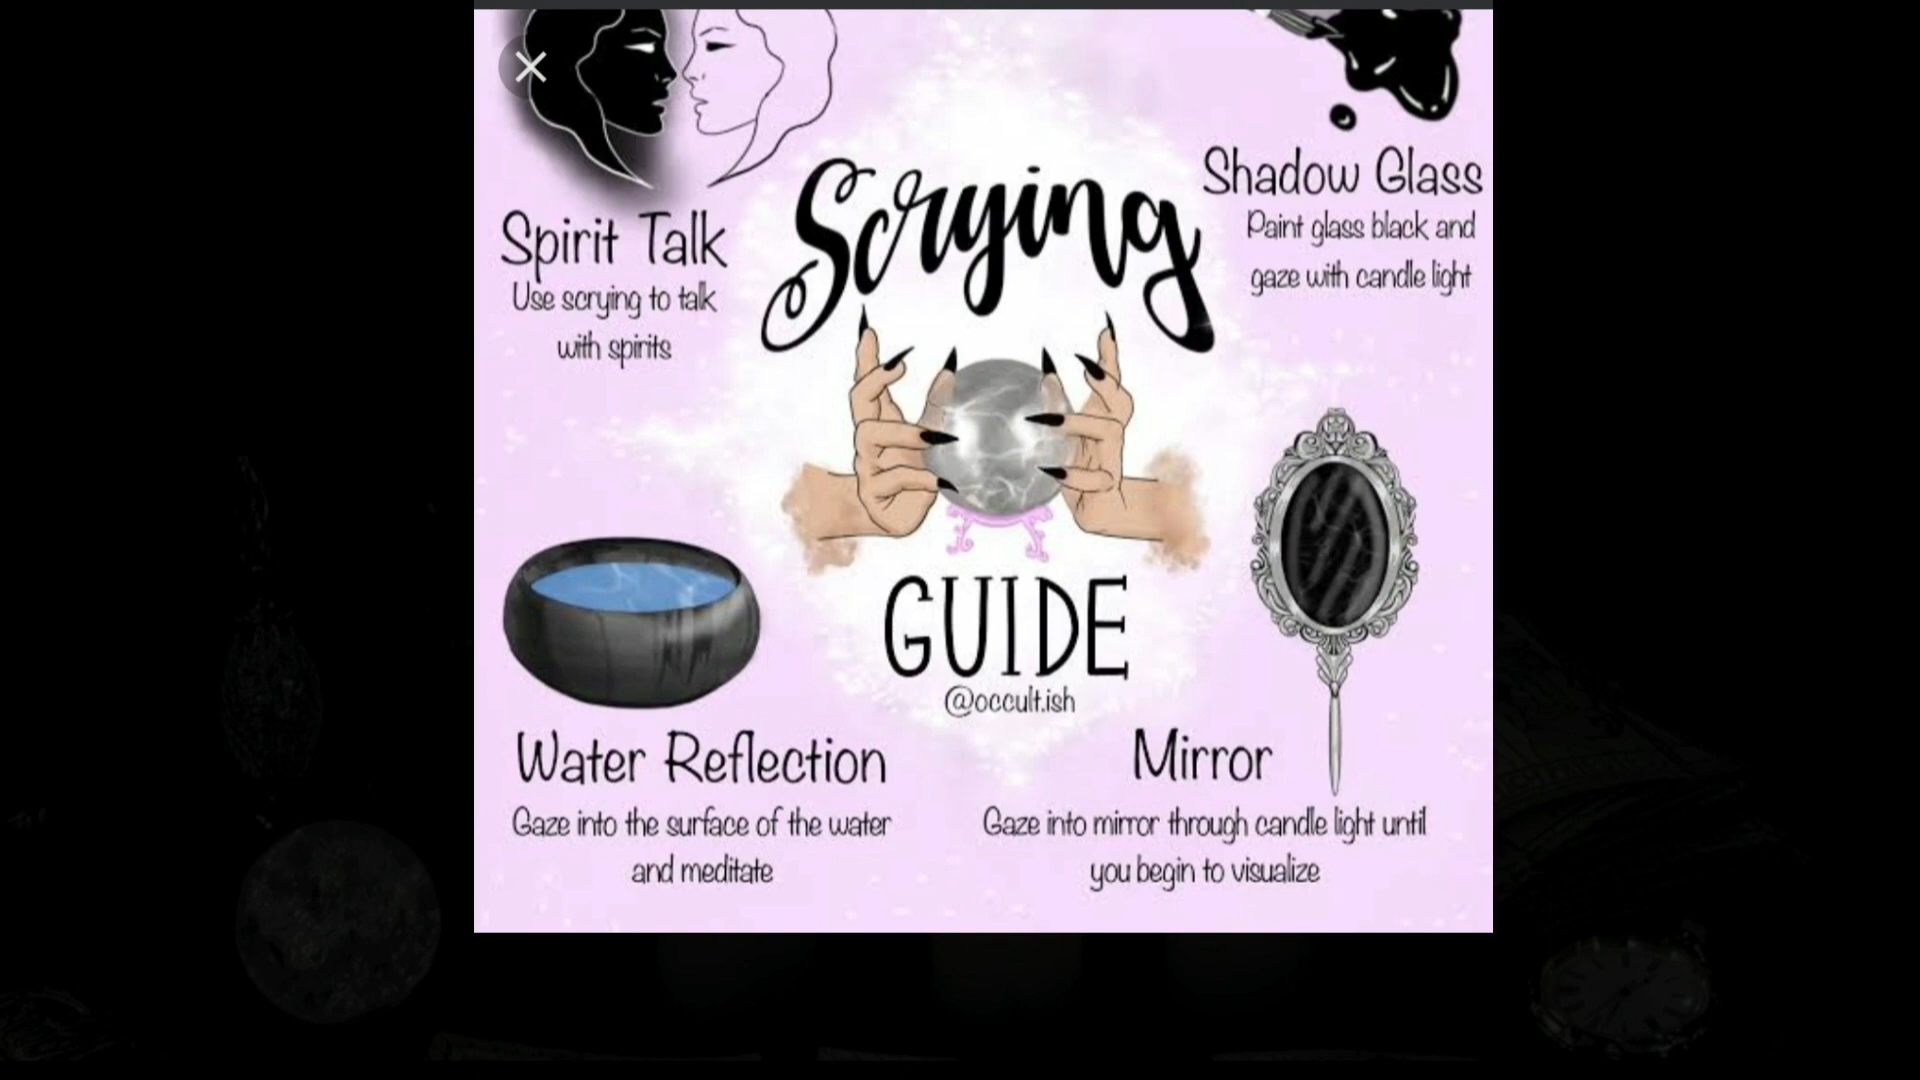 Scrying
GUIDE
@occult.ish
Spirit Talk
Use scrying to talk
with spirits
Shadow Glass
Paint glass black and
gaze with candle light
Water Reflection
Gaze into the surface of the water
and meditate
Mirror
Gaze into mirror through candle light until
you begin to visualize